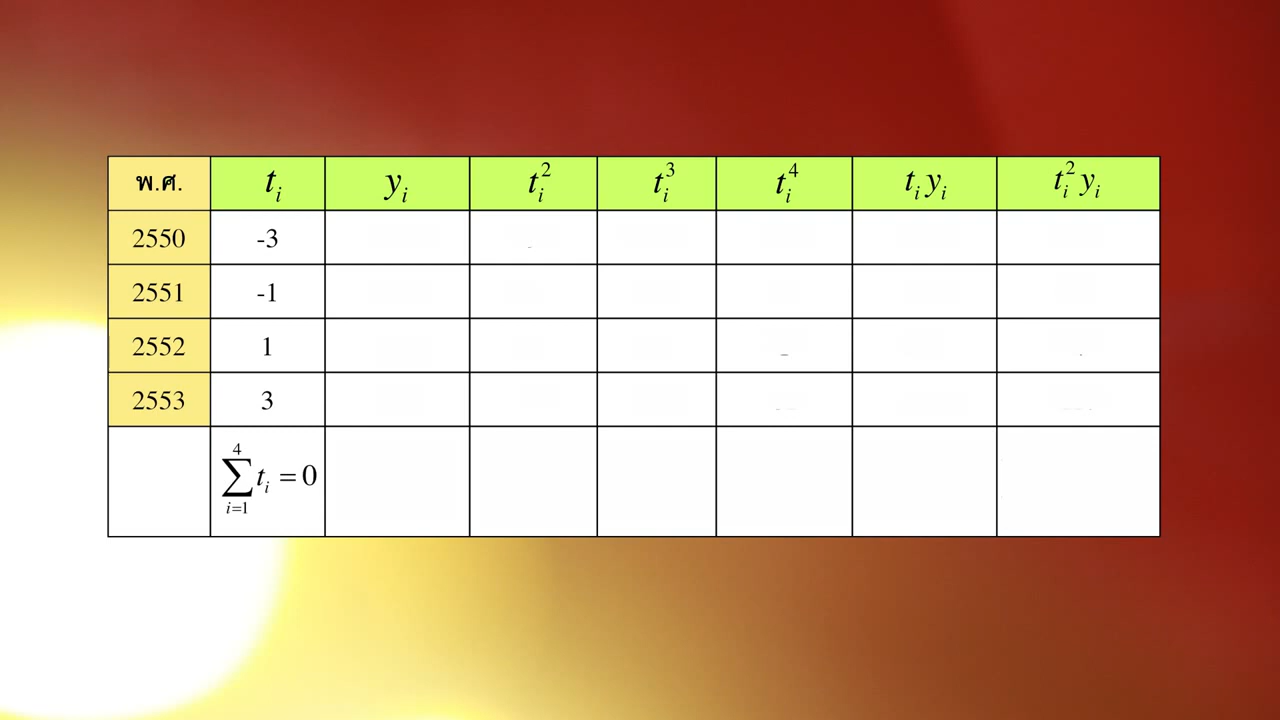 พ.ศ. t_i y_i t_i^2 t_i^3 t_i^4 t_i y_i t_i^2 y_i
2550 -3
2551 -1
2552 1
2553 3
\sum_{i=1}^{4} t_i = 0